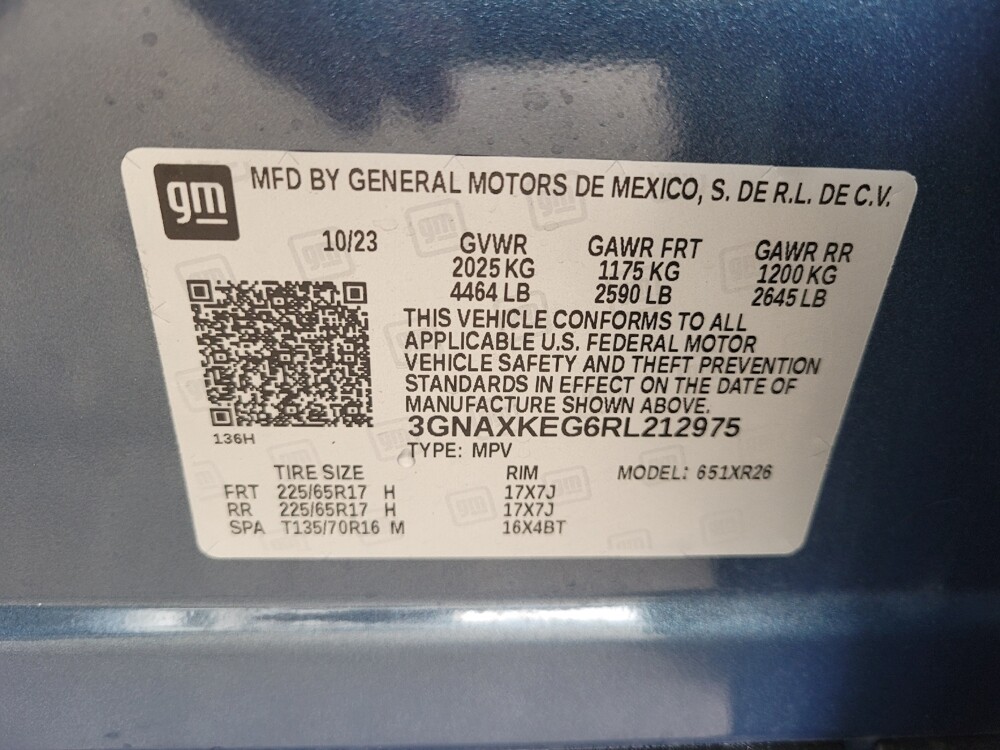 gm
MFD BY GENERAL MOTORS DE MEXICO, S. DE R.L. DE C.V.
10/23 GVWR GAWR FRT GAWR RR
2025 KG 1175 KG 1200 KG
4464 LB 2590 LB 2645 LB
THIS VEHICLE CONFORMS TO ALL
APPLICABLE U.S. FEDERAL MOTOR
VEHICLE SAFETY AND THEFT PREVENTION
STANDARDS IN EFFECT ON THE DATE OF
MANUFACTURE SHOWN ABOVE.
3GNAXKEG6RL212975
136H
TYPE: MPV
TIRE SIZE RIM MODEL: 651XR26
FRT 225/65R17 H 17X7J
RR 225/65R17 H 17X7J
SPA T135/70R16 M 16X4BT